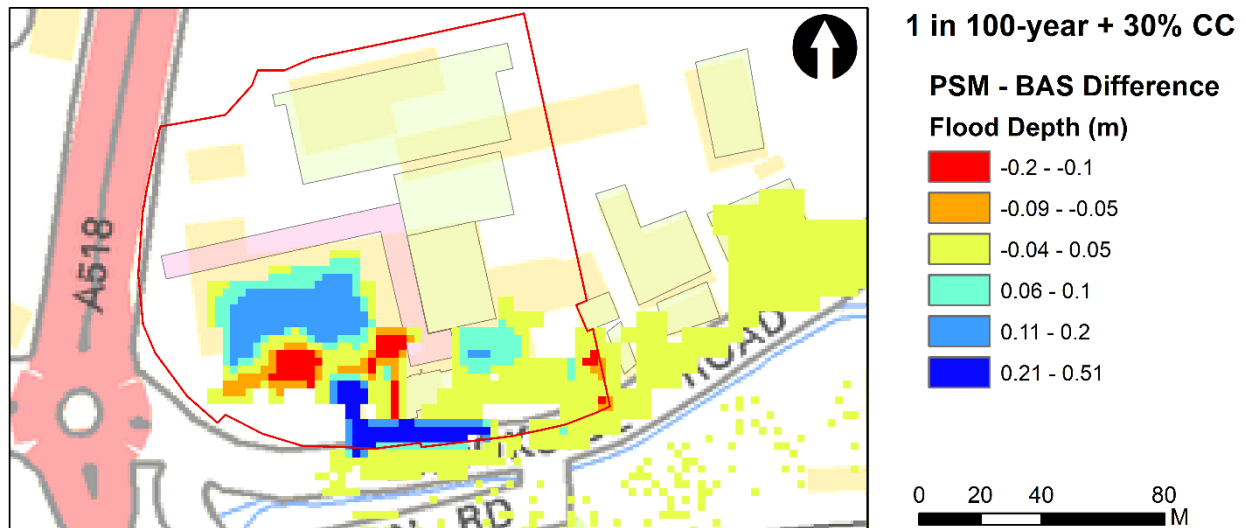 1 in 100-year + 30% CC
PSM - BAS Difference
Flood Depth (m)
-0.2 - -0.1
-0.09 - -0.05
-0.04 - 0.05
0.06 - 0.1
0.11 - 0.2
0.21 - 0.51
A518
ROAD
RD
0 20 40 80
M